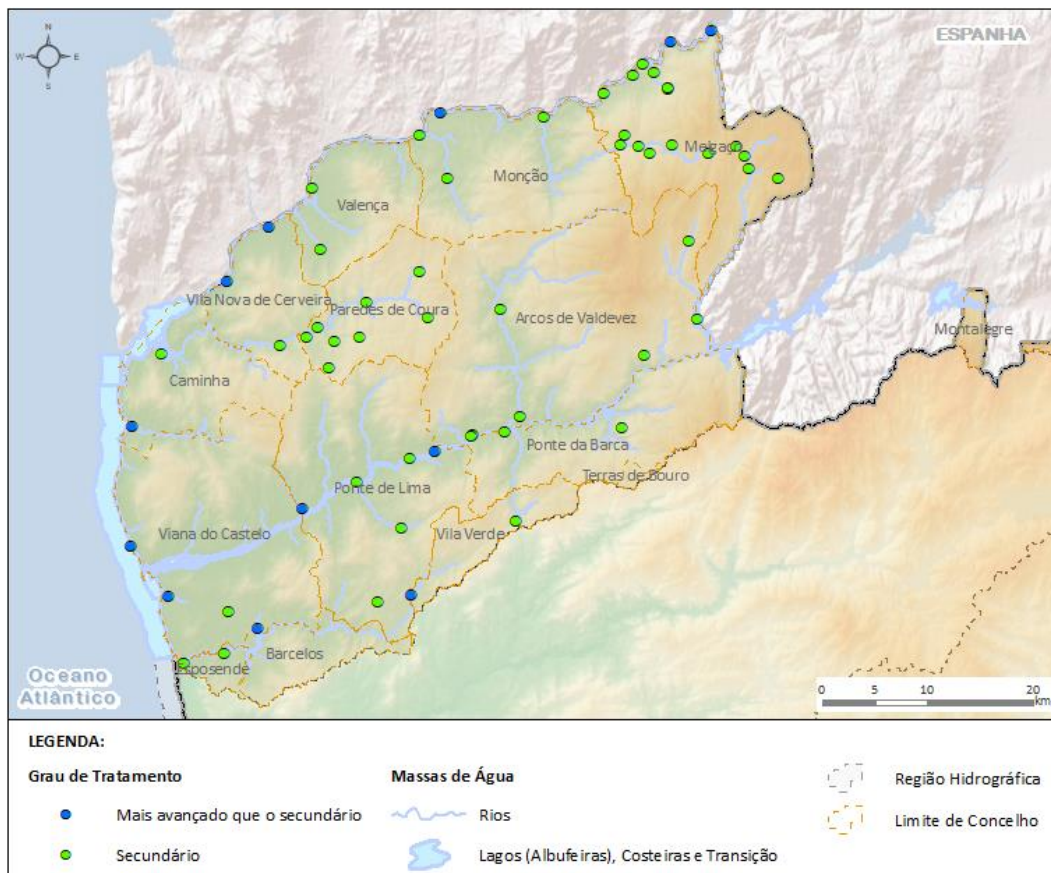 N
W E
S
ESPANHA
Melgaço
Monção
Valença
Vila Nova de Cerveira
Paredes de Coura
Arcos de Valdevez
Montalegre
Caminha
Ponte da Barca
Terras de Bouro
Ponte de Lima
Viana do Castelo
Vila Verde
Barcelos
Esposende
Oceano
Atlântico
0 5 10 20
km
LEGENDA:
Grau de Tratamento
Mais avançado que o secundário
Secundário
Massas de Água
Rios
Lagos (Albufeiras), Costeiras e Transição
Região Hidrográfica
Limite de Concelho